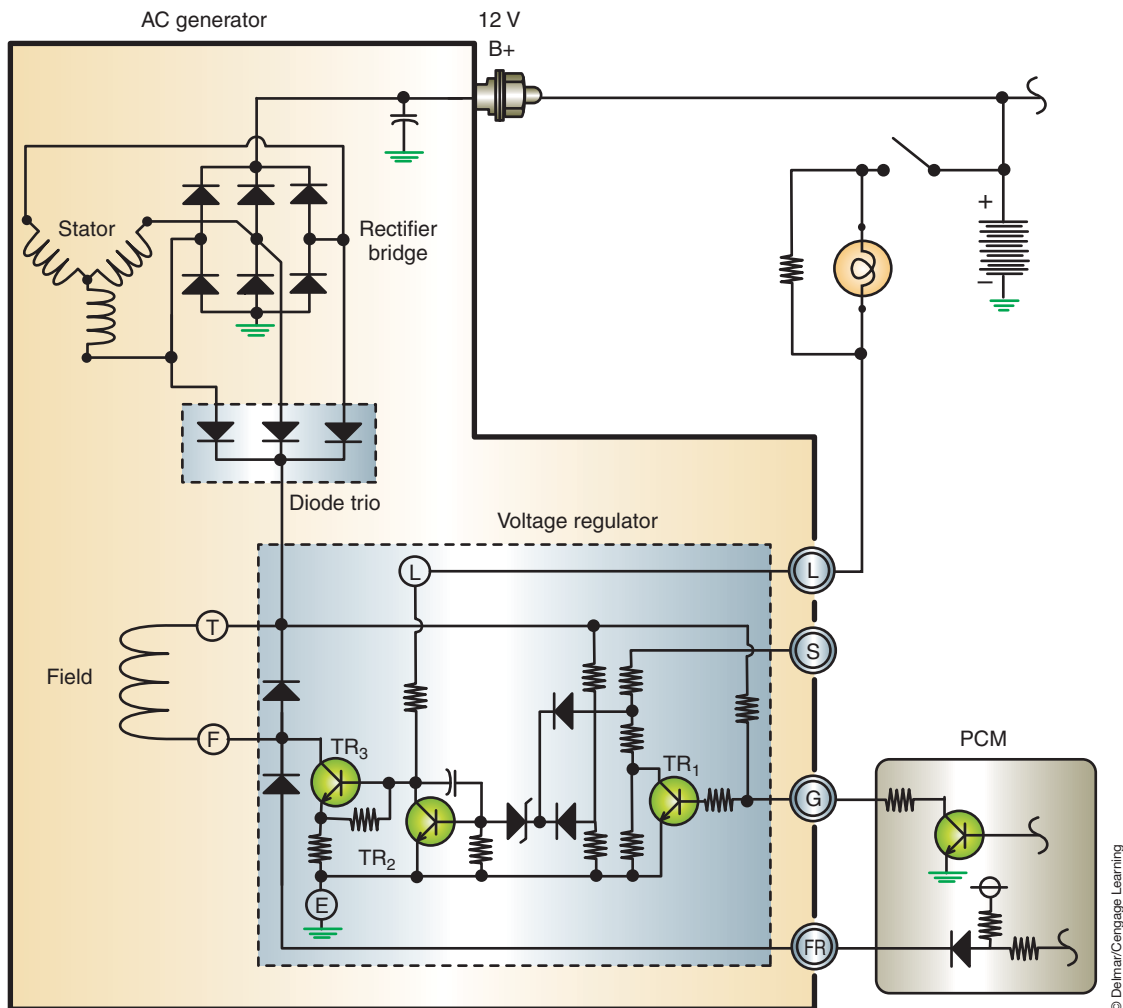 AC generator
12 V
B+
Stator
Rectifier
bridge
+
−
Diode trio
Voltage regulator
L
L
T
S
Field
F
TR3
TR1
PCM
G
TR2
E
FR
© Delmar/Cengage Learning